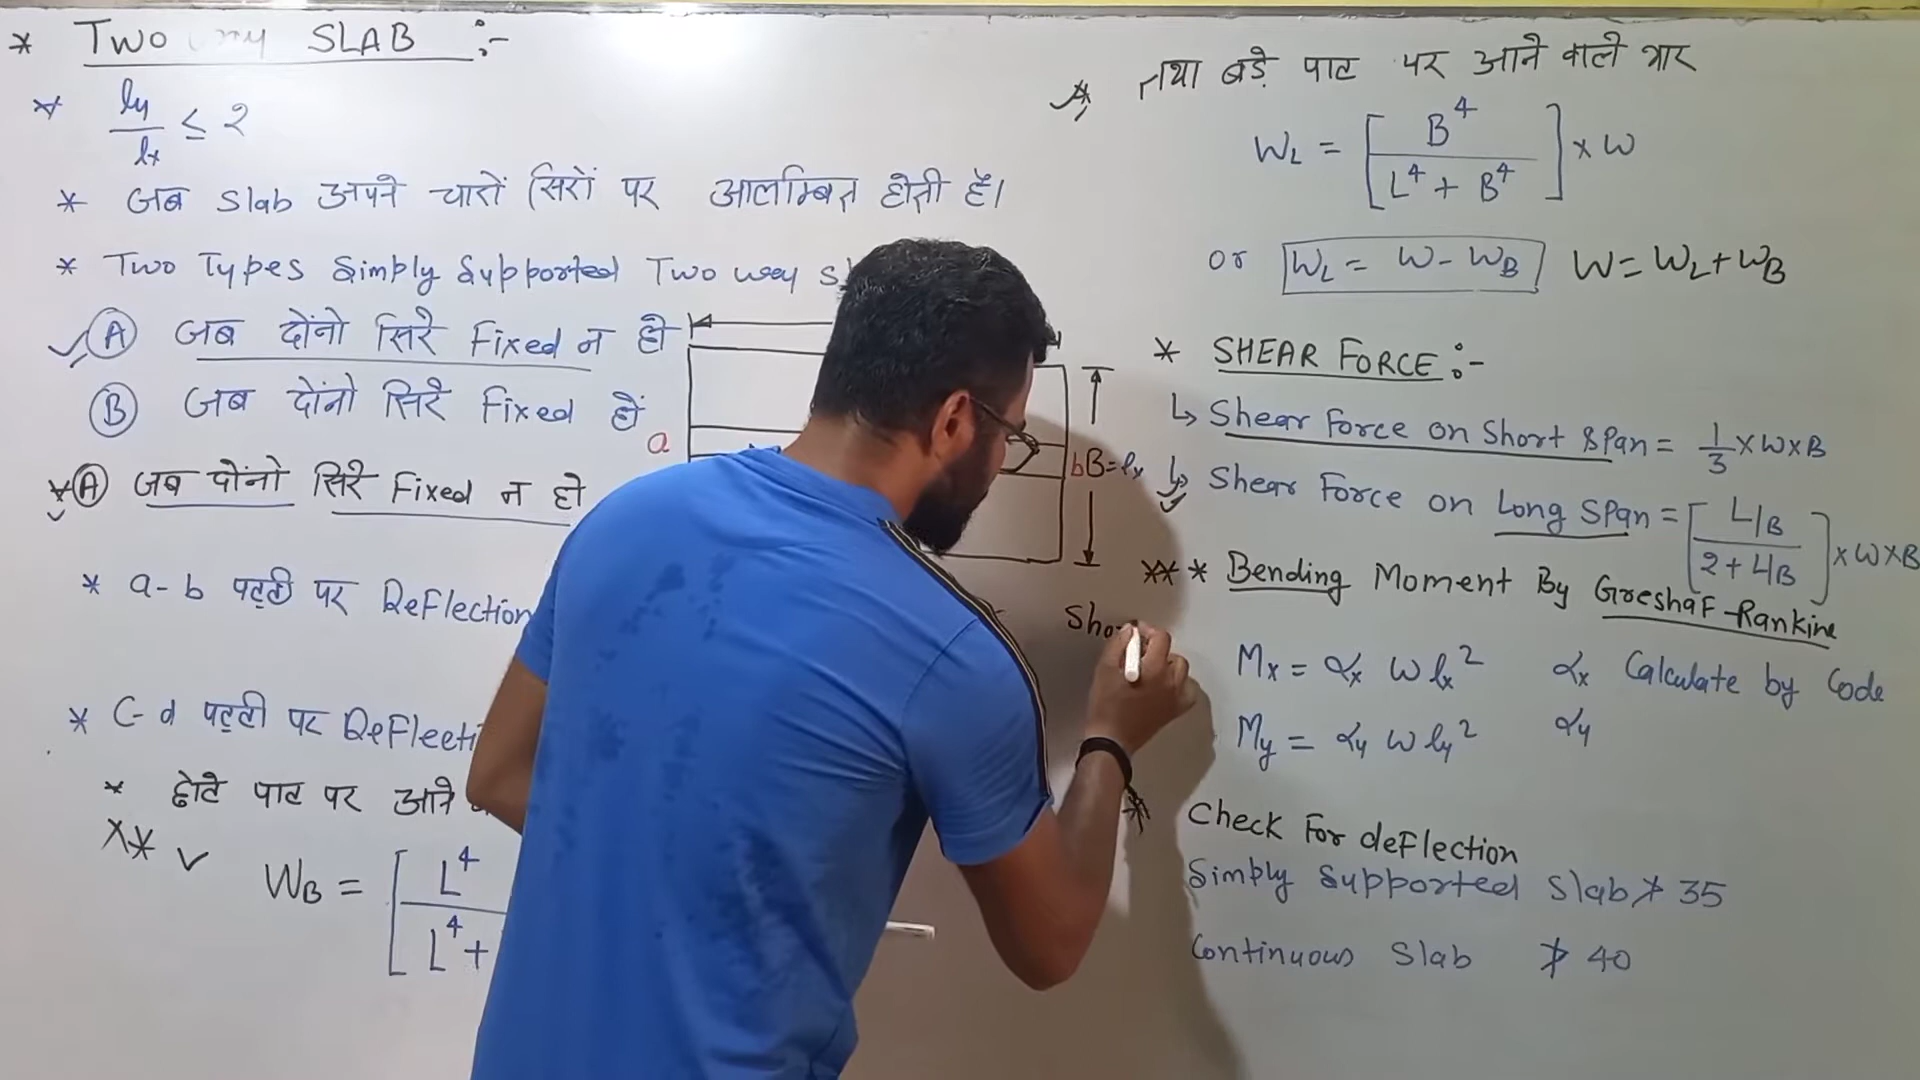 * TWO way SLAB :-
* ly/lx ≤ 2
* जब Slab अपने चारों सिरों पर आलम्बित होती है।
* Two Types Simply Supported Two way
(A) जब दोंनो सिरे Fixed न हो
(B) जब दोंनो सिरे Fixed हों
a
bB=lx
* (A) जब दोंनो सिरे Fixed न हो
* a-b पट्टी पर Deflection
* C-d पट्टी पर Deflecti
* छोटे पाट पर आने
** ✓ WB = [ L⁴ / L⁴+
Sho
* तथा बड़े पाट पर आने वाले भार
WL = [ B⁴ / L⁴ + B⁴ ] × w
or WL = W - WB W = WL + WB
* SHEAR FORCE :-
↳ Shear Force on Short Span = 1/3 × w × B
↳ Shear Force on Long Span = [ L/B / 2 + L/B ] × w × B
** * Bending Moment By Greshaf-Rankine
Mx = αx w lx² αx Calculate by Code
My = αy w ly² αy
* Check For deflection
Simply Supported Slab ≯ 35
Continuous Slab ≯ 40